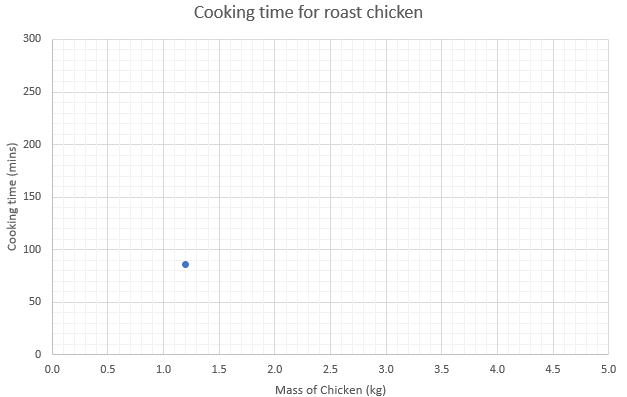 Cooking time for roast chicken
300
250
200
150
100
50
0
Cooking time (mins)
0.0 0.5 1.0 1.5 2.0 2.5 3.0 3.5 4.0 4.5 5.0
Mass of Chicken (kg)